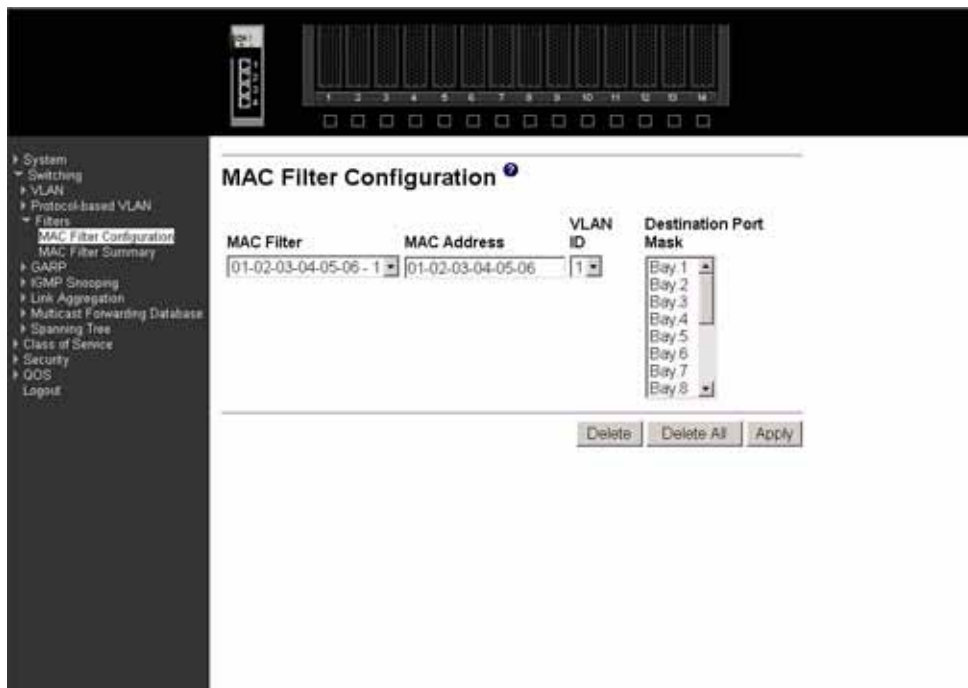 1 2 3 4 5 6 7 8 9 10 11 12 13 14
System
Switching
VLAN
Protocol-based VLAN
Filters
MAC Filter Configuration
MAC Filter Summary
GARP
IGMP Snooping
Link Aggregation
Multicast Forwarding Database
Spanning Tree
Class of Service
Security
QOS
Logout
MAC Filter Configuration ?
MAC Filter MAC Address VLAN ID Destination Port Mask
01-02-03-04-05-06 - 1 01-02-03-04-05-06 1
Bay.1
Bay.2
Bay.3
Bay.4
Bay.5
Bay.6
Bay.7
Bay.8
Delete Delete All Apply